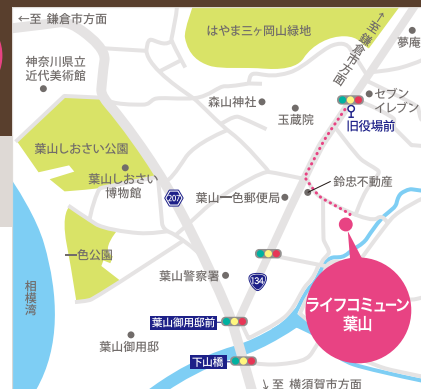 ←至 鎌倉市方面
はやま三ヶ岡山緑地
←至 鎌倉市方面
夢庵
神奈川県立
近代美術館
セブン
イレブン
森山神社
玉蔵院
旧役場前
葉山しおさい公園
葉山しおさい
博物館
鈴忠不動産
207
葉山一色郵便局
一色公園
葉山警察署
134
相模湾
ライフコミューン
葉山
葉山御用邸前
葉山御用邸
下山橋
↓至 横須賀市方面